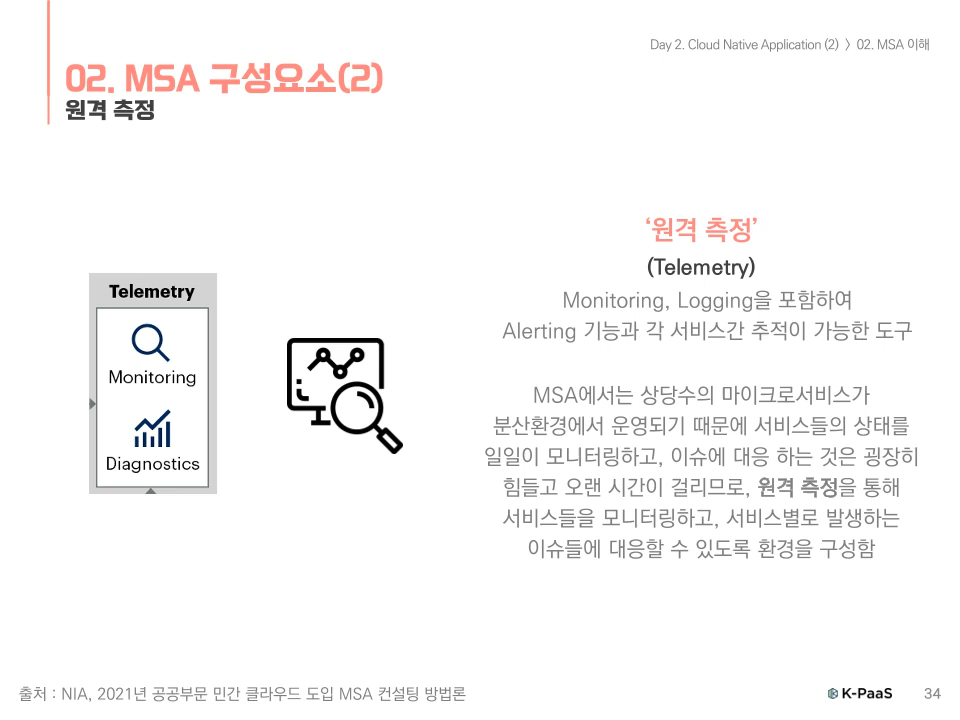 Day 2. Cloud Native Application (2) 〉 02. MSA 이해
02. MSA 구성요소(2)
원격 측정
Telemetry
Monitoring
Diagnostics
‘원격 측정’
(Telemetry)
Monitoring, Logging을 포함하여
Alerting 기능과 각 서비스간 추적이 가능한 도구
MSA에서는 상당수의 마이크로서비스가
분산환경에서 운영되기 때문에 서비스들의 상태를
일일이 모니터링하고, 이슈에 대응 하는 것은 굉장히
힘들고 오랜 시간이 걸리므로, 원격 측정을 통해
서비스들을 모니터링하고, 서비스별로 발생하는
이슈들에 대응할 수 있도록 환경을 구성함
출처 : NIA, 2021년 공공부문 민간 클라우드 도입 MSA 컨설팅 방법론
K-PaaS
34